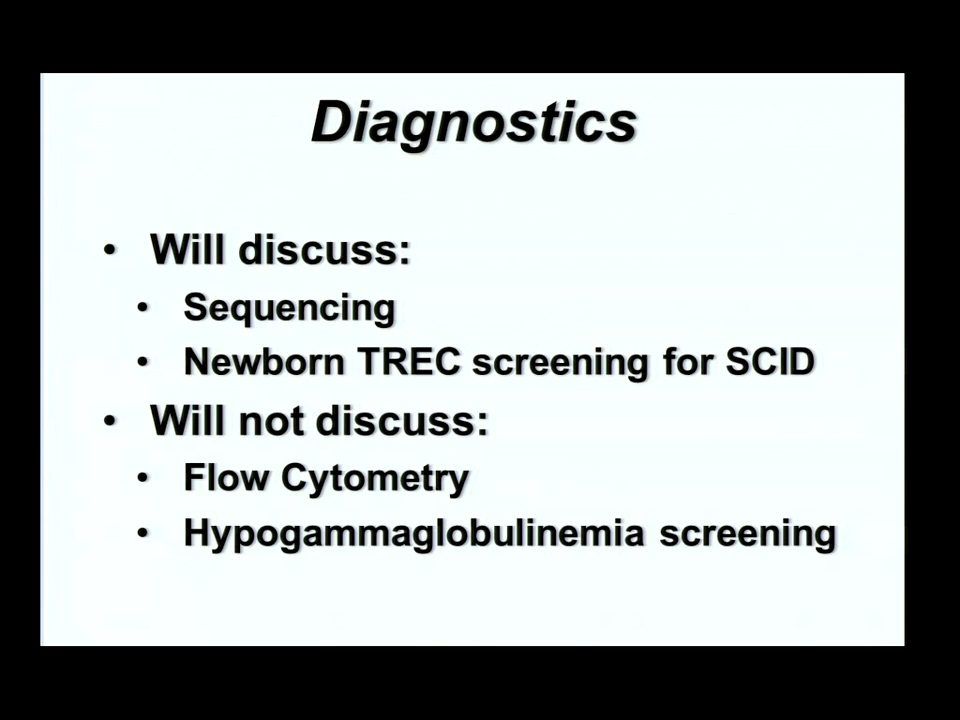 Diagnostics
• Will discuss:
• Sequencing
• Newborn TREC screening for SCID
• Will not discuss:
• Flow Cytometry
• Hypogammaglobulinemia screening